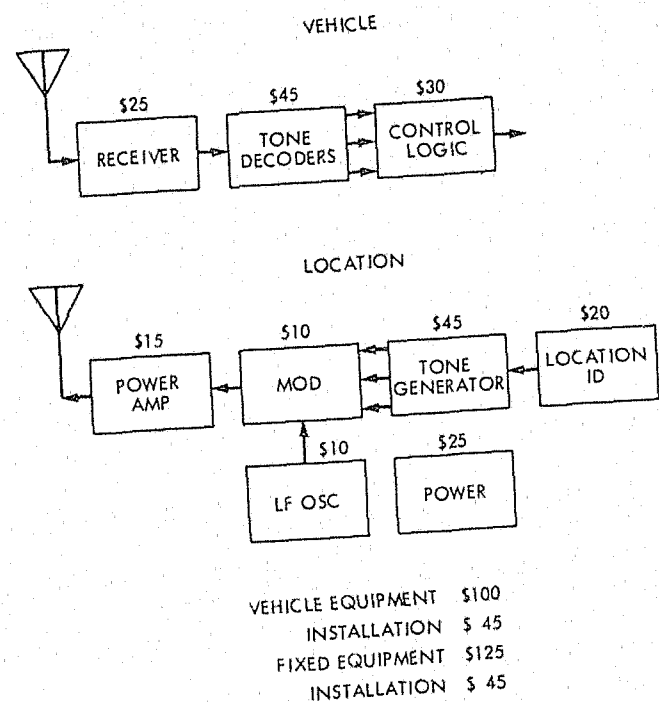 VEHICLE
$25
$45
$30
RECEIVER
TONE
DECODERS
CONTROL
LOGIC
LOCATION
$15
$10
$45
$20
POWER
AMP
MOD
TONE
GENERATOR
LOCATION
ID
$10
$25
LF OSC
POWER
VEHICLE EQUIPMENT $100
INSTALLATION $ 45
FIXED EQUIPMENT $125
INSTALLATION $ 45